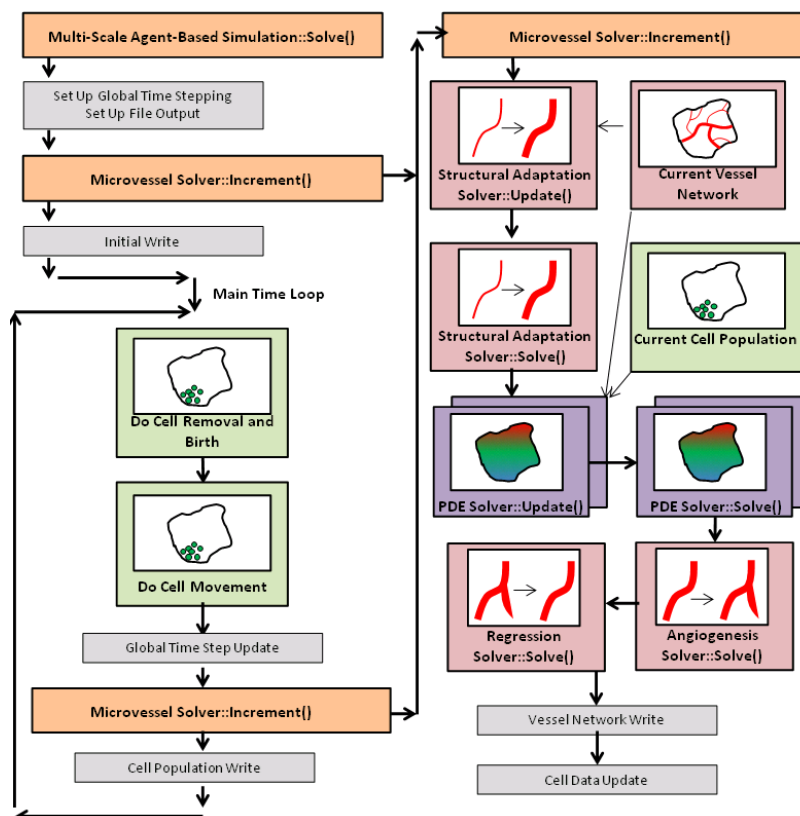 Multi-Scale Agent-Based Simulation::Solve()
Set Up Global Time Stepping
Set Up File Output
Microvessel Solver::Increment()
Initial Write
Main Time Loop
Do Cell Removal and
Birth
Do Cell Movement
Global Time Step Update
Microvessel Solver::Increment()
Cell Population Write
Microvessel Solver::Increment()
Structural Adaptation
Solver::Update()
Current Vessel
Network
Structural Adaptation
Solver::Solve()
Current Cell Population
PDE Solver::Update()
PDE Solver::Solve()
Regression
Solver::Solve()
Angiogenesis
Solver::Solve()
Vessel Network Write
Cell Data Update